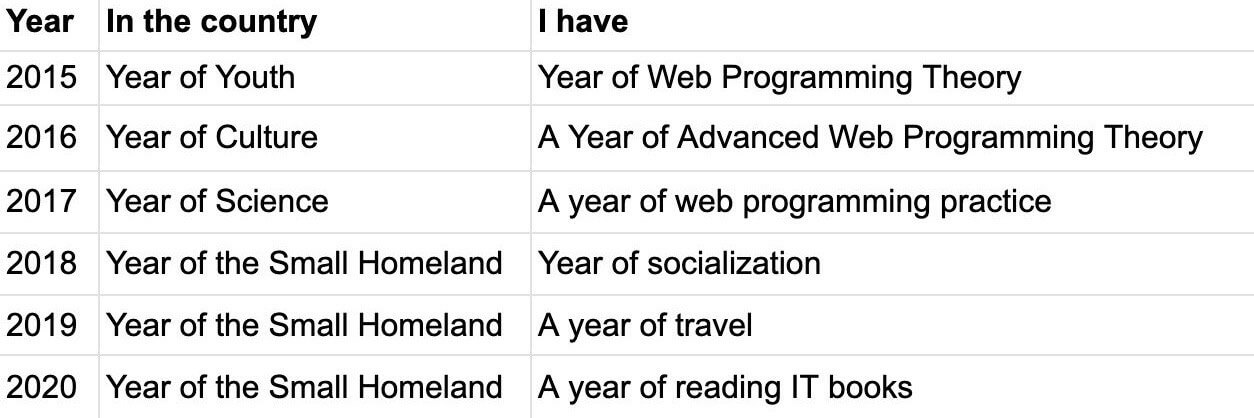 Year In the country I have
2015 Year of Youth Year of Web Programming Theory
2016 Year of Culture A Year of Advanced Web Programming Theory
2017 Year of Science A year of web programming practice
2018 Year of the Small Homeland Year of socialization
2019 Year of the Small Homeland A year of travel
2020 Year of the Small Homeland A year of reading IT books